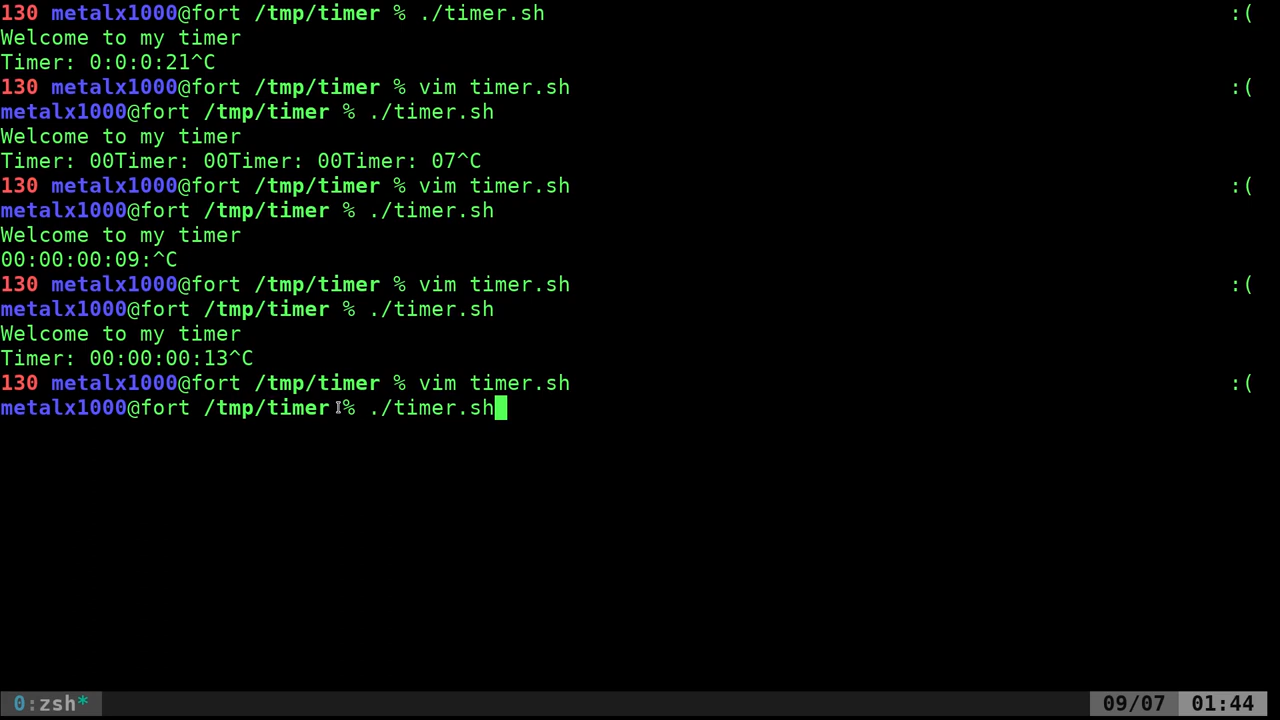 130 metalx1000@fort /tmp/timer % ./timer.sh :(
Welcome to my timer
Timer: 0:0:0:21^C
130 metalx1000@fort /tmp/timer % vim timer.sh :(
metalx1000@fort /tmp/timer % ./timer.sh
Welcome to my timer
Timer: 00Timer: 00Timer: 00Timer: 07^C
130 metalx1000@fort /tmp/timer % vim timer.sh :(
metalx1000@fort /tmp/timer % ./timer.sh
Welcome to my timer
00:00:00:09:^C
130 metalx1000@fort /tmp/timer % vim timer.sh :(
metalx1000@fort /tmp/timer % ./timer.sh
Welcome to my timer
Timer: 00:00:00:13^C
130 metalx1000@fort /tmp/timer % vim timer.sh :(
metalx1000@fort /tmp/timer % ./timer.sh
0:zsh* 09/07 01:44